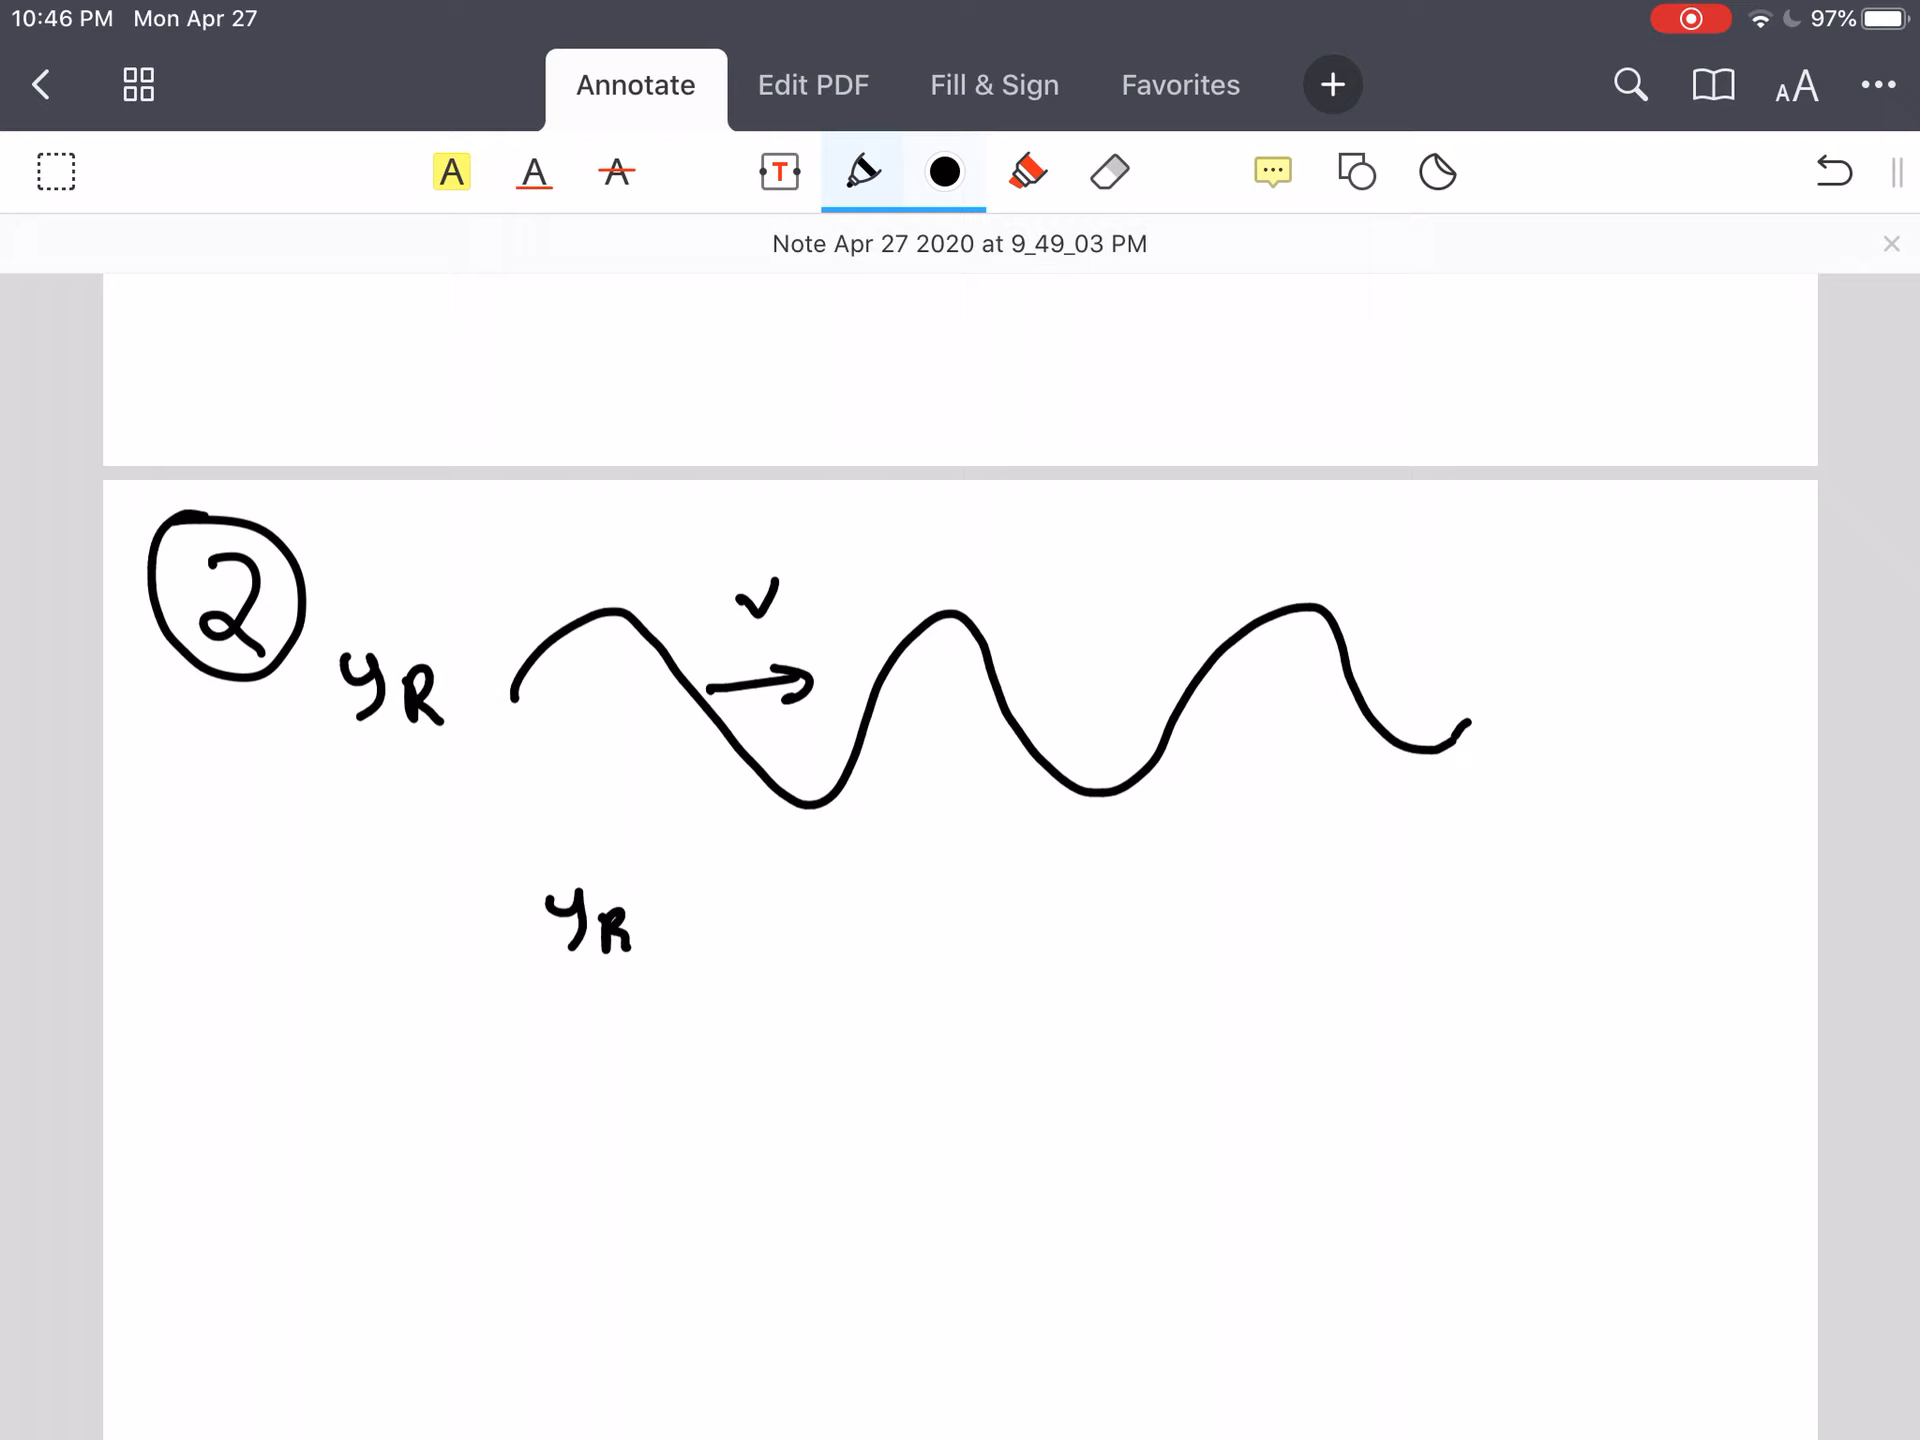 10:46 PM Mon Apr 27 97%
Annotate Edit PDF Fill & Sign Favorites + AA
A A A T
Note Apr 27 2020 at 9_49_03 PM
2
v
yR
yR